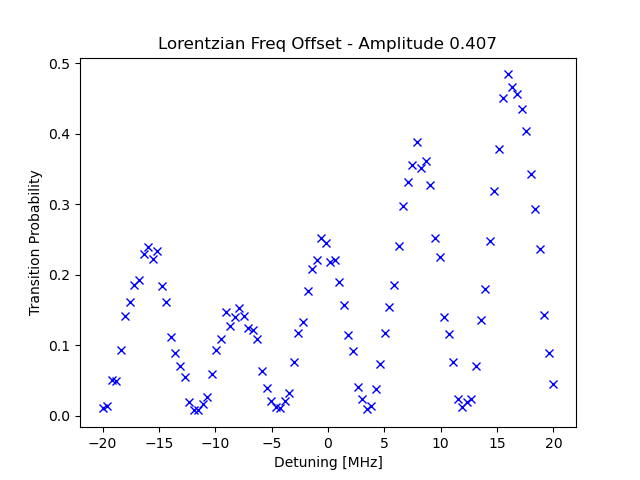 Lorentzian Freq Offset - Amplitude 0.407
0.5
0.4
0.3
0.2
0.1
0.0
Transition Probability
−20 −15 −10 −5 0 5 10 15 20
Detuning [MHz]